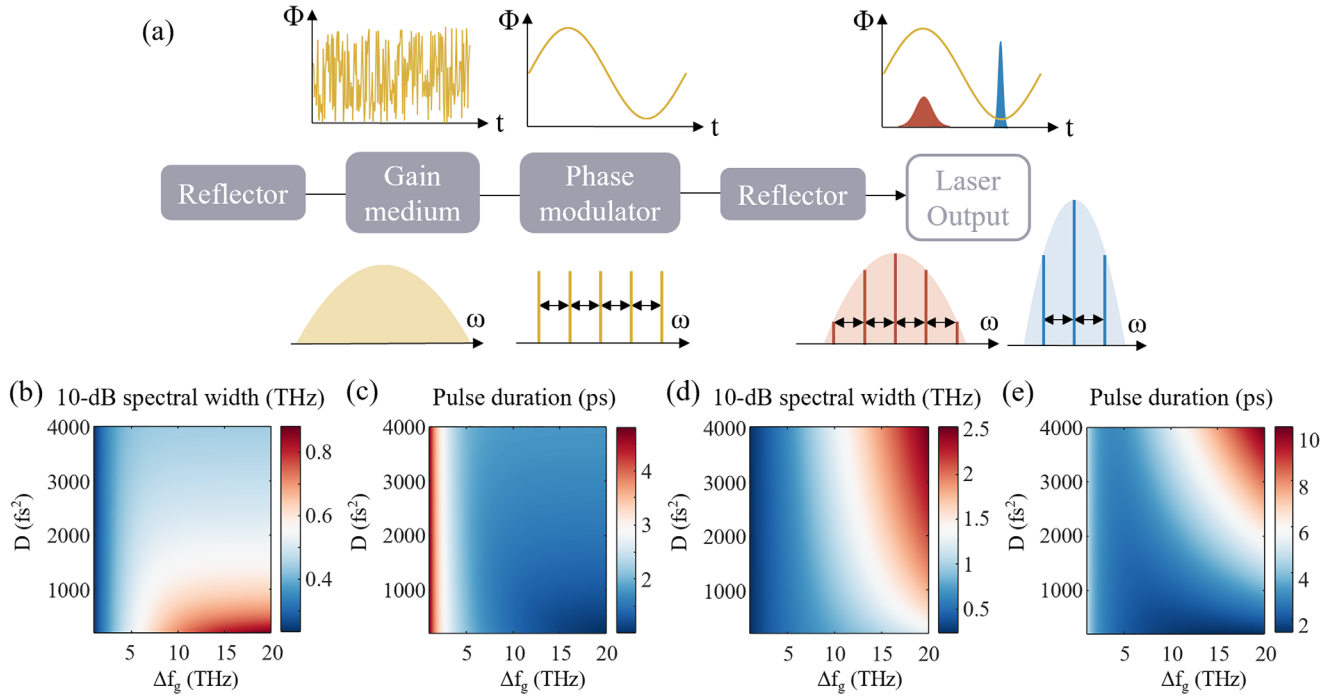 (a)
Φ
t
Φ
t
Φ
t
Reflector
Gain
medium
Phase
modulator
Reflector
Laser
Output
ω
ω
ω
ω
(b)
10-dB spectral width (THz)
4000
3000
2000
1000
D (fs²)
5
10
15
20
Δf_g (THz)
0.8
0.6
0.4
(c)
Pulse duration (ps)
4000
3000
2000
1000
D (fs²)
5
10
15
20
Δf_g (THz)
4
3
2
(d)
10-dB spectral width (THz)
4000
3000
2000
1000
D (fs²)
5
10
15
20
Δf_g (THz)
2.5
2
1.5
1
0.5
(e)
Pulse duration (ps)
4000
3000
2000
1000
D (fs²)
5
10
15
20
Δf_g (THz)
10
8
6
4
2